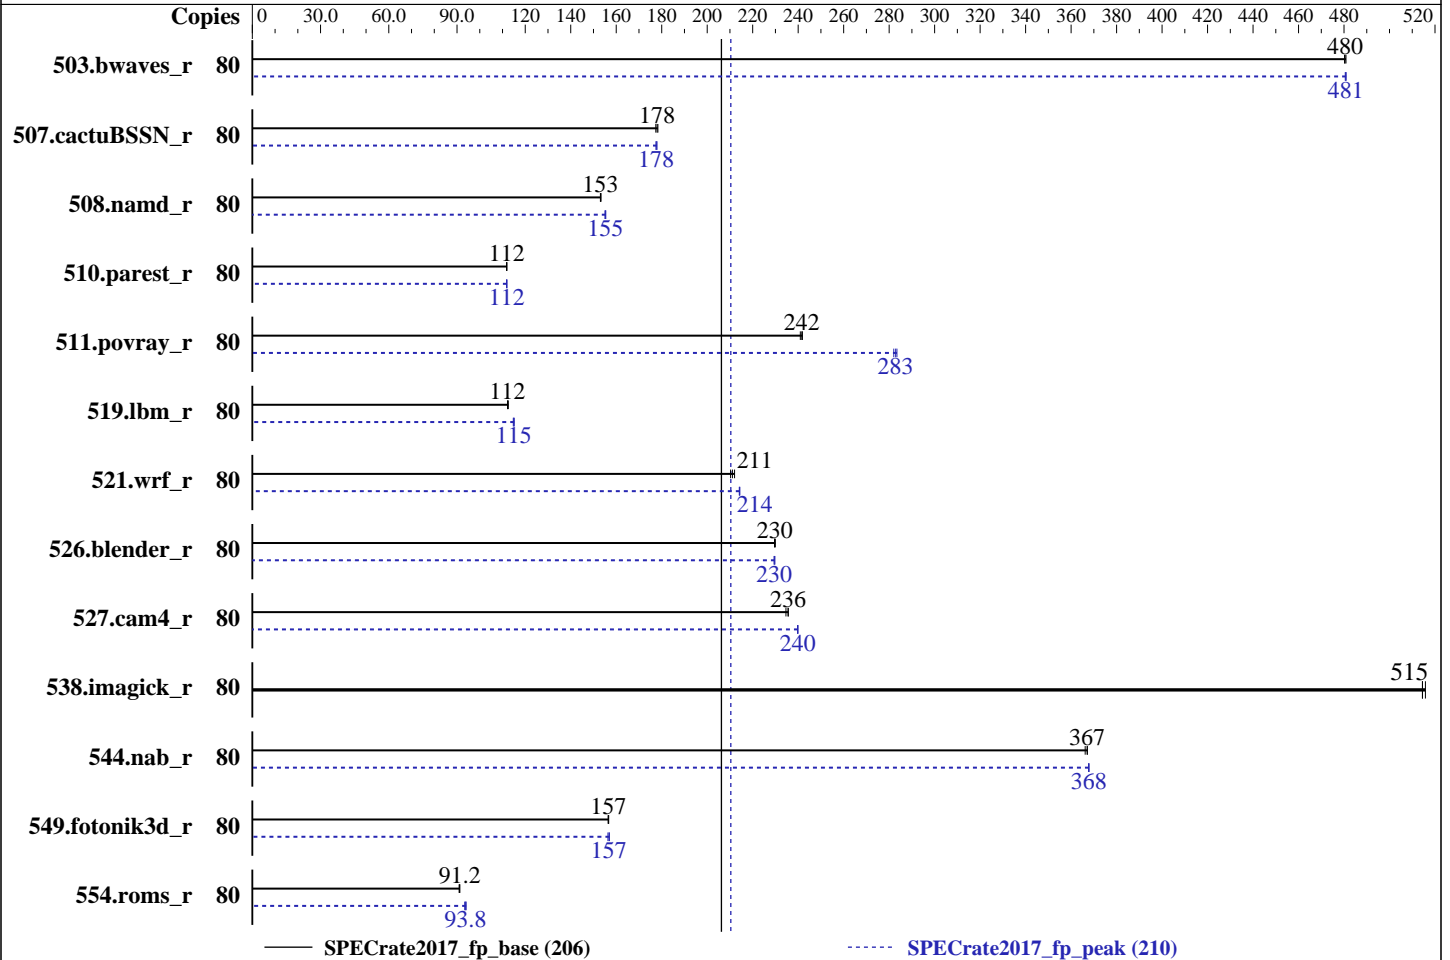 Copies 0 30.0 60.0 90.0 120 140 160 180 200 220 240 260 280 300 320 340 360 380 400 420 440 460 480 520
503.bwaves_r 80 480
481
507.cactuBSSN_r 80 178
178
508.namd_r 80 153
155
510.parest_r 80 112
112
511.povray_r 80 242
283
519.lbm_r 80 112
115
521.wrf_r 80 211
214
526.blender_r 80 230
230
527.cam4_r 80 236
240
538.imagick_r 80 515
544.nab_r 80 367
368
549.fotonik3d_r 80 157
157
554.roms_r 80 91.2
93.8
SPECrate2017_fp_base (206) SPECrate2017_fp_peak (210)